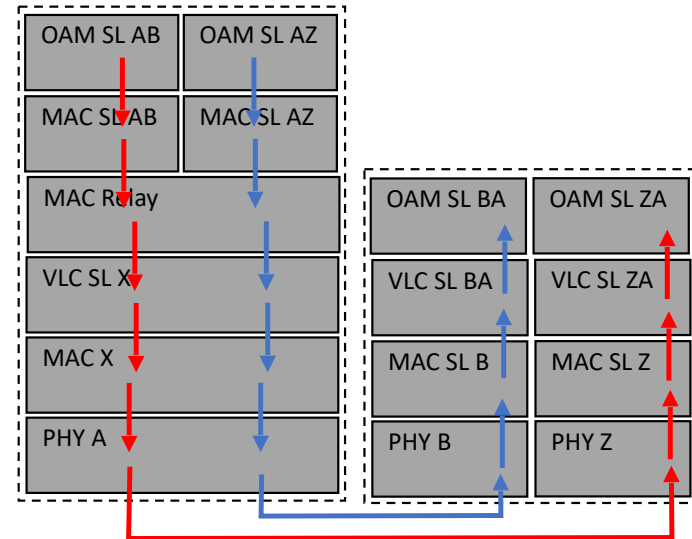 OAM SL AB
OAM SL AZ
MAC SL AB
MAC SL AZ
MAC Relay
VLC SL X
MAC X
PHY A
OAM SL BA
OAM SL ZA
VLC SL BA
VLC SL ZA
MAC SL B
MAC SL Z
PHY B
PHY Z